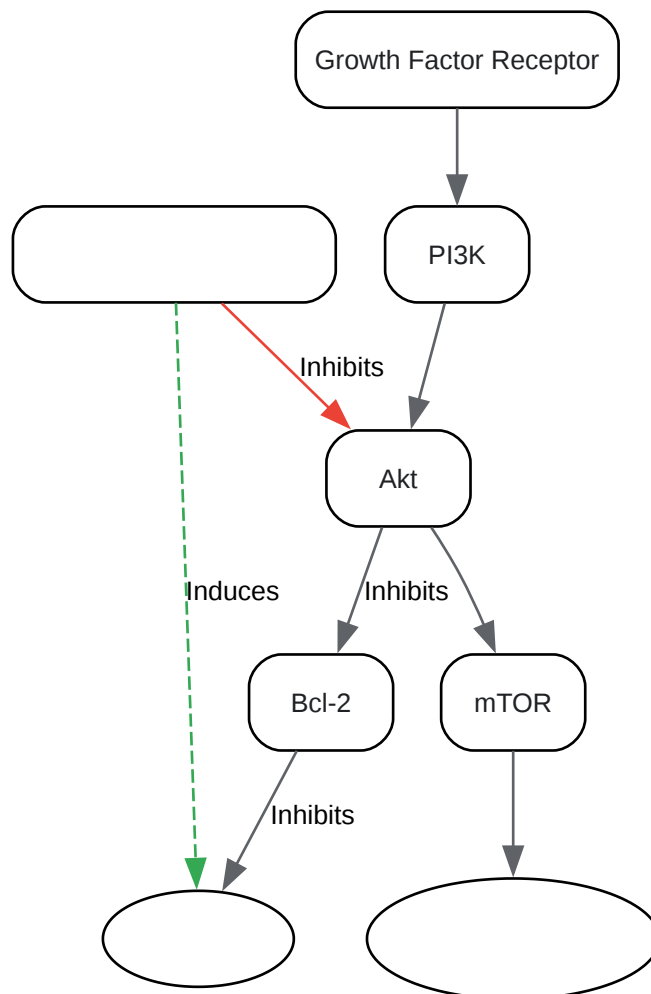 Growth Factor Receptor
PI3K
Inhibits
Akt
Induces
Inhibits
Bcl-2
mTOR
Inhibits